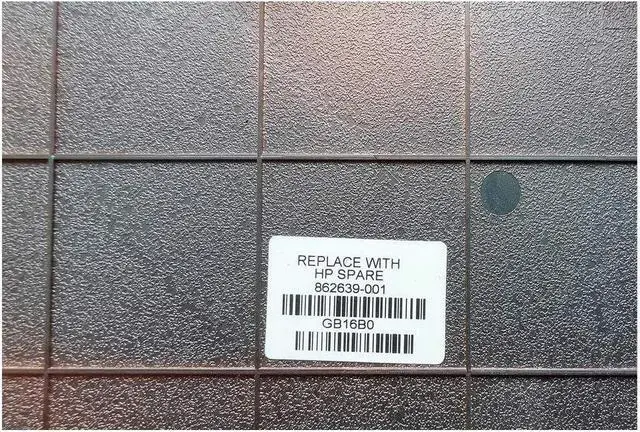 REPLACE WITH
HP SPARE
862639-001
GB16B0